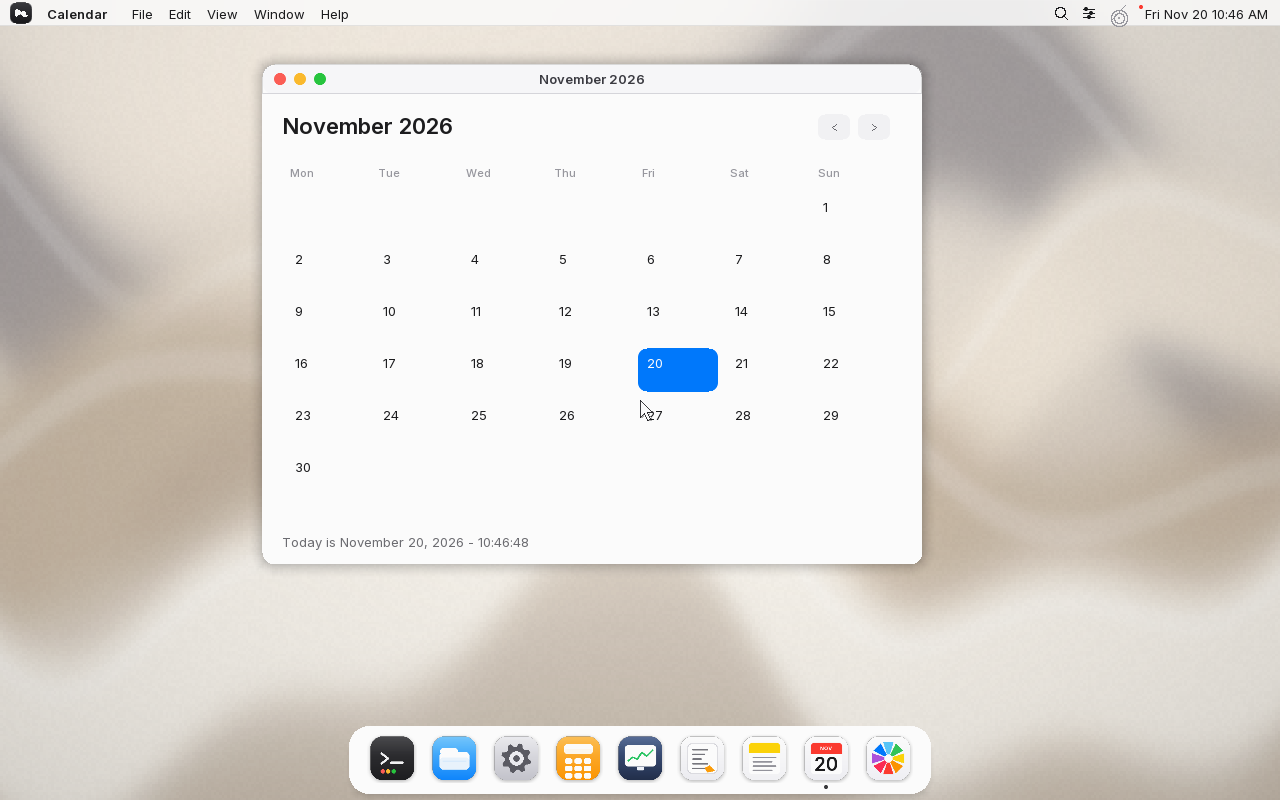 Calendar File Edit View Window Help Fri Nov 20 10:46 AM
November 2026
November 2026 < >
Mon Tue Wed Thu Fri Sat Sun
1
2 3 4 5 6 7 8
9 10 11 12 13 14 15
16 17 18 19 20 21 22
23 24 25 26 27 28 29
30
Today is November 20, 2026 - 10:46:48
NOV
20